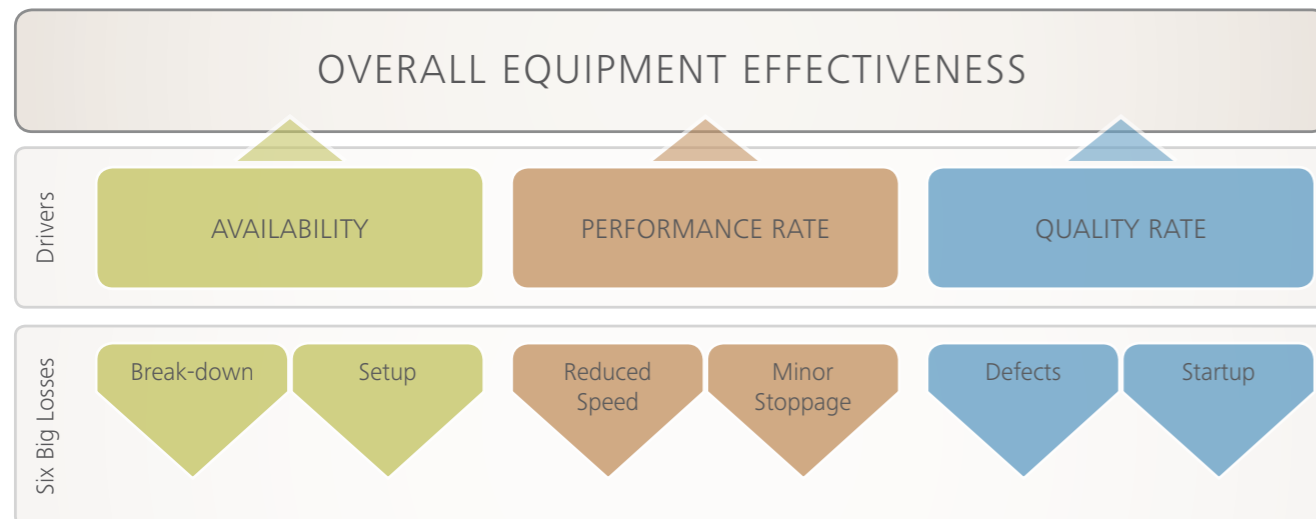 OVERALL EQUIPMENT EFFECTIVENESS
Drivers
AVAILABILITY
PERFORMANCE RATE
QUALITY RATE
Six Big Losses
Break-down
Setup
Reduced
Speed
Minor
Stoppage
Defects
Startup